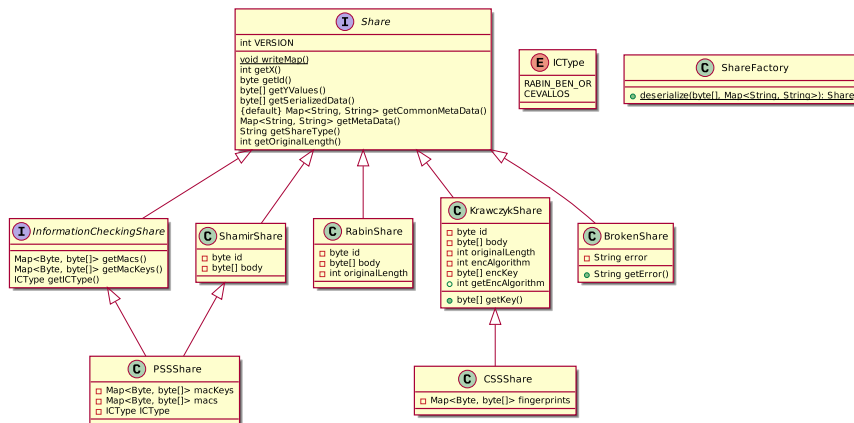 I Share
int VERSION
void writeMap()
int getX()
byte getId()
byte[] getYValues()
byte[] getSerializedData()
{default} Map<String, String> getCommonMetaData()
Map<String, String> getMetaData()
String getShareType()
int getOriginalLength()
E ICType
RABIN_BEN_OR
CEVALLOS
C ShareFactory
deserialize(byte[], Map<String, String>): Share
I InformationCheckingShare
Map<Byte, byte[]> getMacs()
Map<Byte, byte[]> getMacKeys()
ICType getICType()
C ShamirShare
byte id
byte[] body
C RabinShare
byte id
byte[] body
int originalLength
C KrawczykShare
byte id
byte[] body
int originalLength
int encAlgorithm
byte[] encKey
int getEncAlgorithm
byte[] getKey()
C BrokenShare
String error
String getError()
C PSSShare
Map<Byte, byte[]> macKeys
Map<Byte, byte[]> macs
ICType ICType
C CSSShare
Map<Byte, byte[]> fingerprints